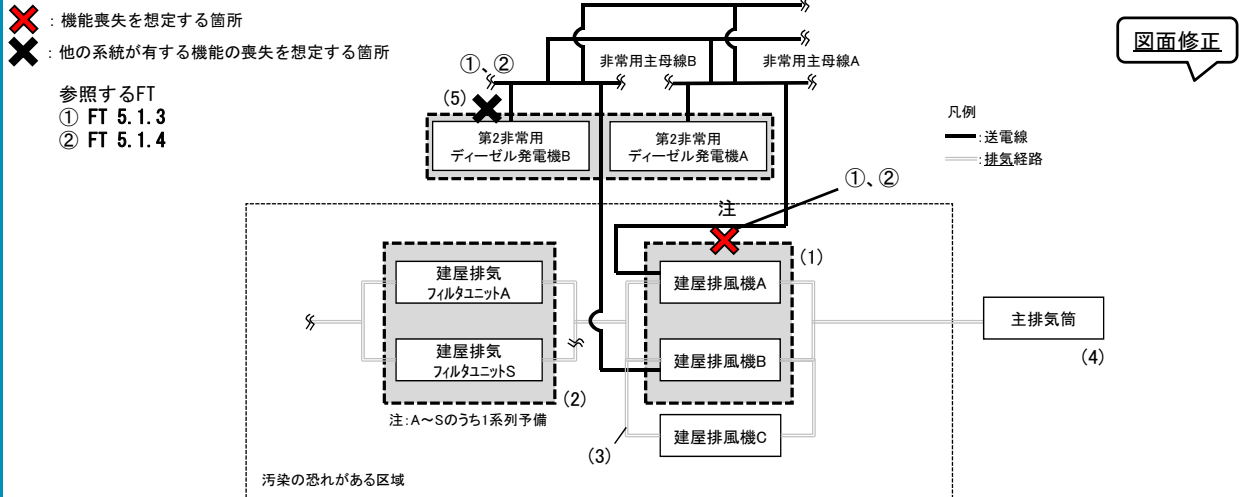 ：機能喪失を想定する箇所
：他の系統が有する機能の喪失を想定する箇所
参照するFT
① FT 5.1.3
② FT 5.1.4
図面修正
①、②
非常用主母線B
非常用主母線A
(5)
第2非常用
ディーゼル発電機B
第2非常用
ディーゼル発電機A
凡例
:送電線
:排気経路
①、②
注
(1)
建屋排気
フィルタユニットA
建屋排風機A
建屋排気
フィルタユニットS
建屋排風機B
主排気筒
(4)
(2)
注:A～Sのうち1系列予備
建屋排風機C
(3)
汚染の恐れがある区域